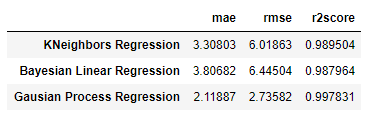 mae rmse r2score
KNeighbors Regression 3.30803 6.01863 0.989504
Bayesian Linear Regression 3.80682 6.44504 0.987964
Gausian Process Regression 2.11887 2.73582 0.997831